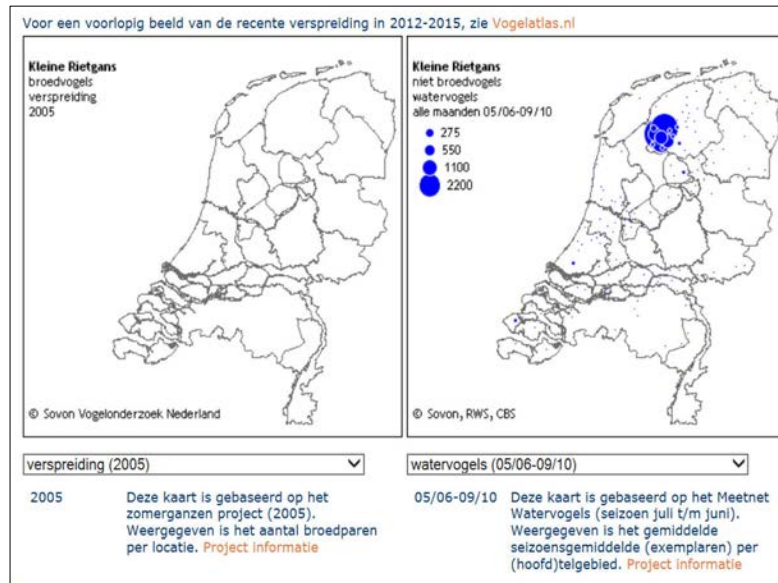 Voor een voorlopig beeld van de recente verspreiding in 2012-2015, zie Vogelatlas.nl
Kleine Rietgans
broedvogels
verspreiding
2005
© Sovon Vogelonderzoek Nederland
Kleine Rietgans
niet broedvogels
watervogels
alle maanden 05/06-09/10
275
550
1100
2200
© Sovon, RWS, CBS
verspreiding (2005)
watervogels (05/06-09/10)
2005
Deze kaart is gebaseerd op het
zomerganzen project (2005).
Weergegeven is het aantal broedparen
per locatie. Project informatie
05/06-09/10
Deze kaart is gebaseerd op het Meetnet
Watervogels (seizoen juli t/m juni).
Weergegeven is het gemiddelde
seizoensgemiddelde (exemplaren) per
(hoofd)telgebied. Project informatie